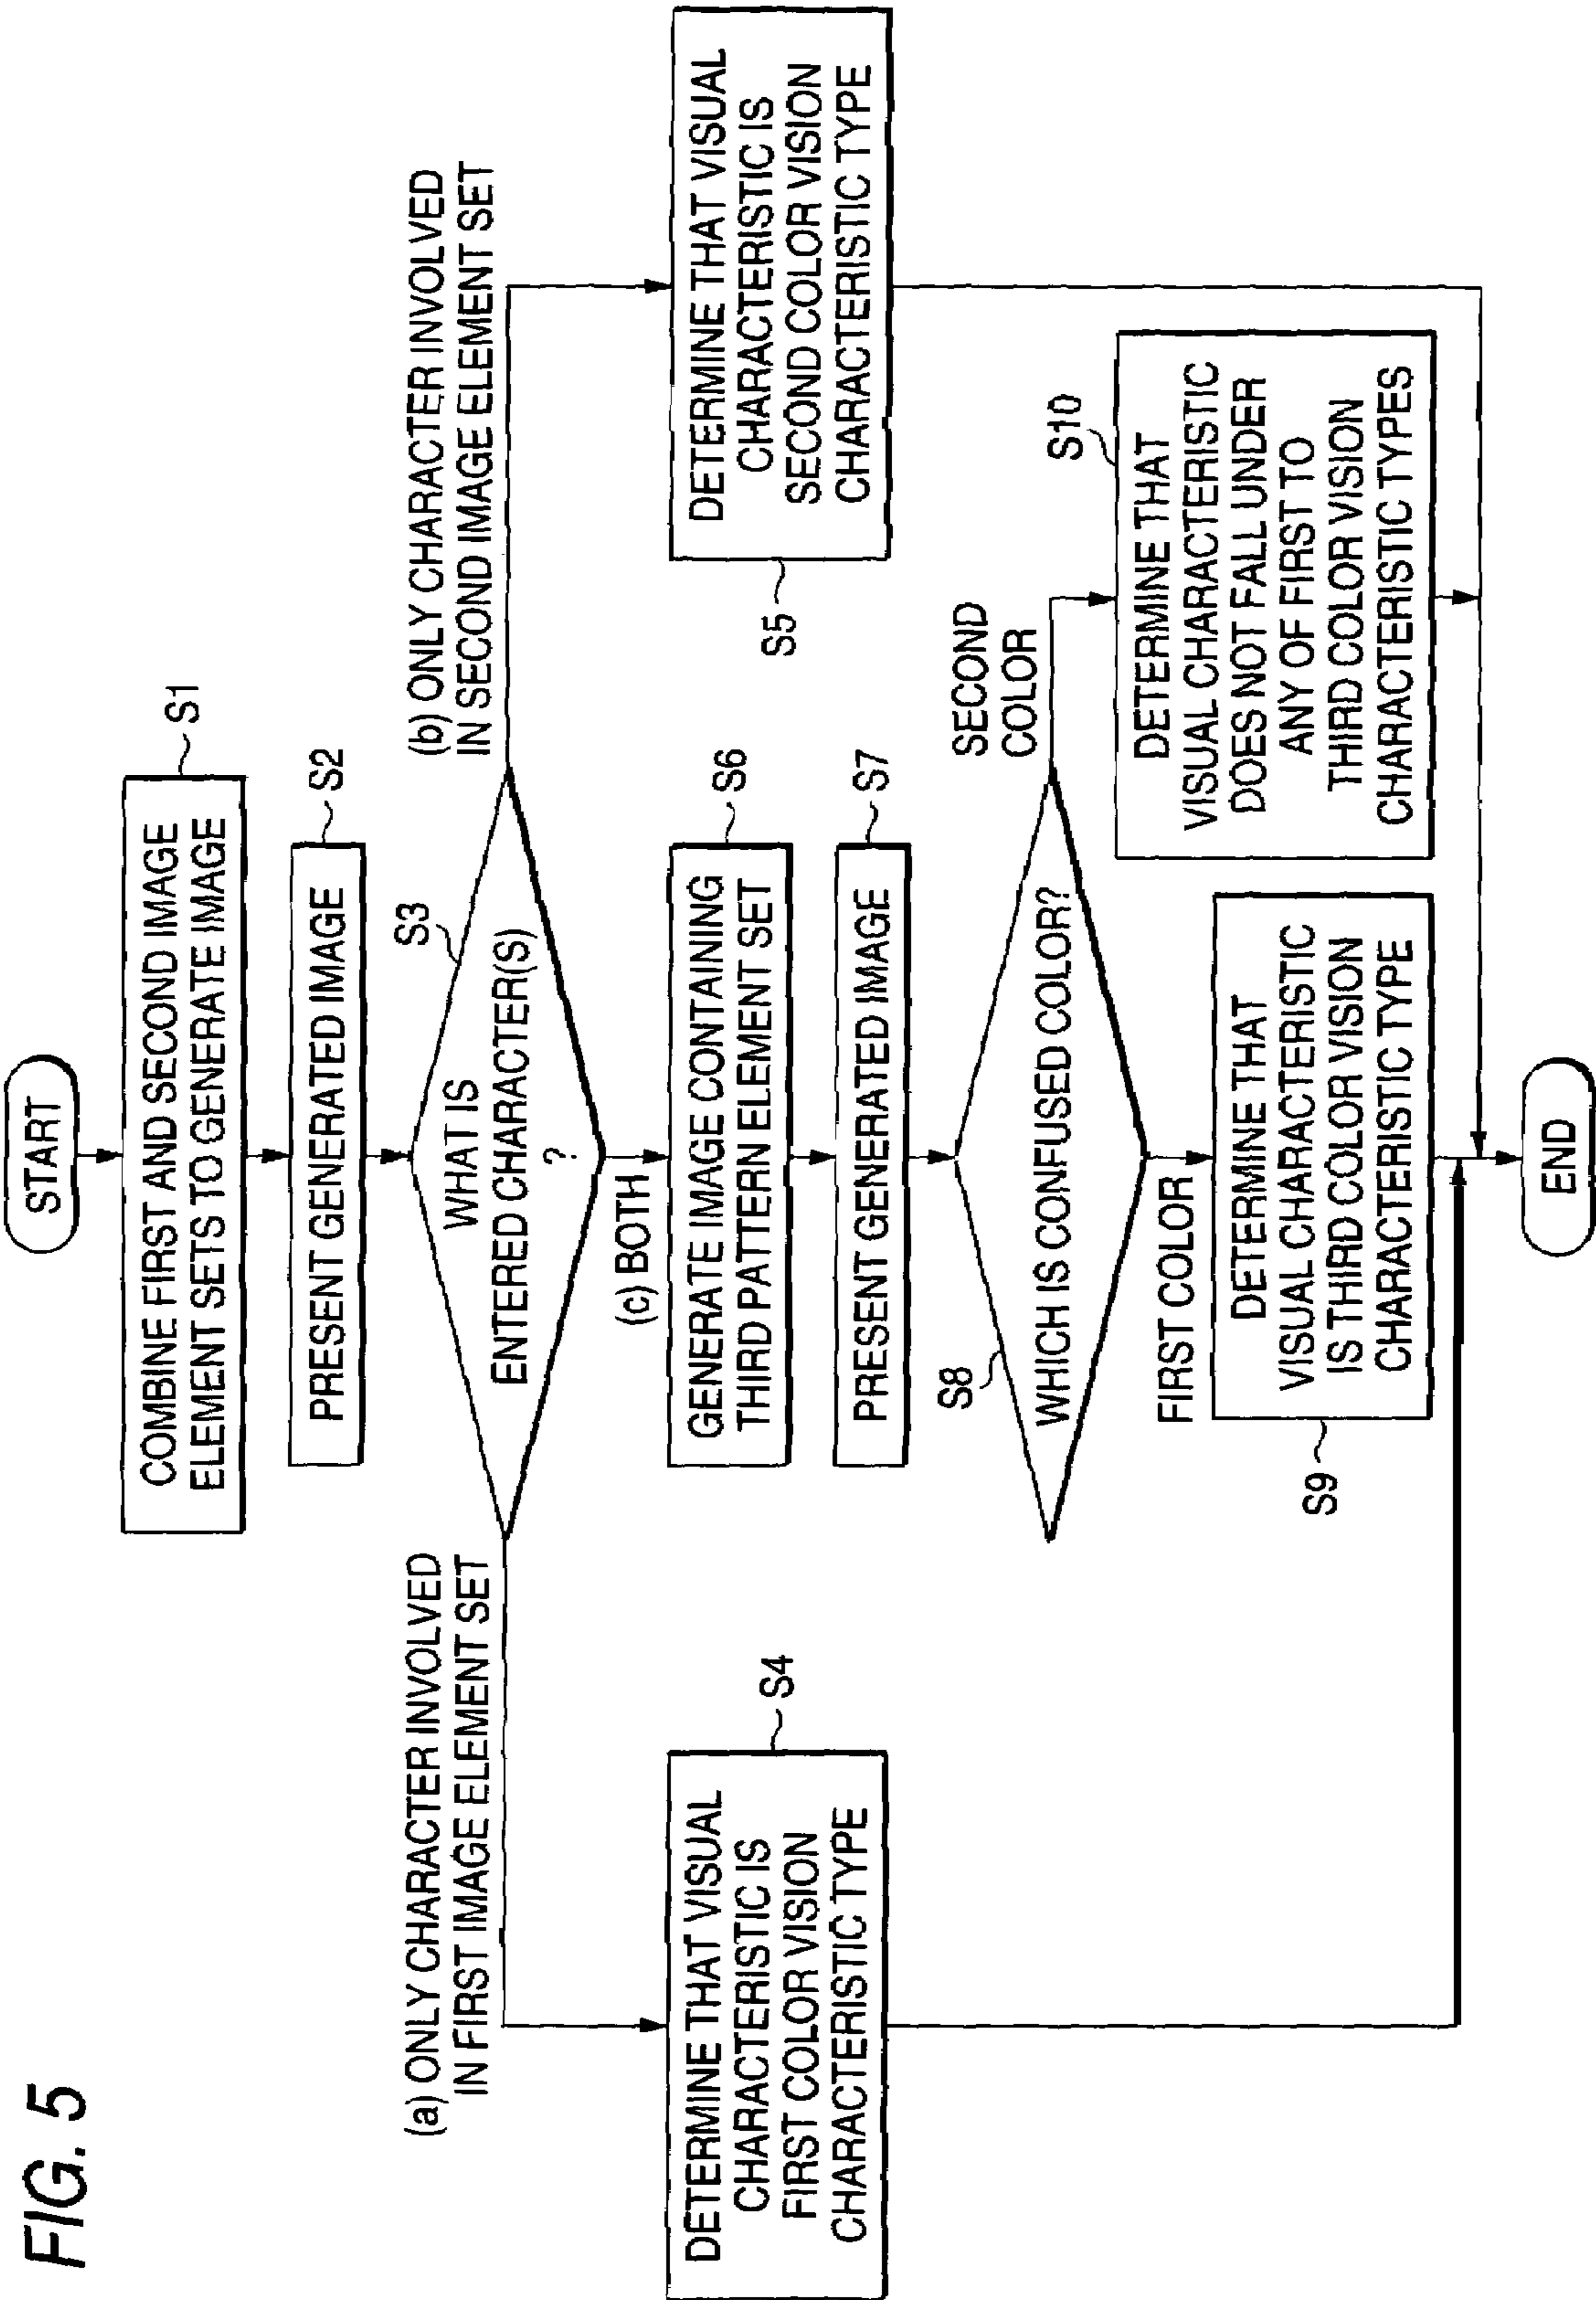 FIG. 5
START
COMBINE FIRST AND SECOND IMAGE
ELEMENT SETS TO GENERATE IMAGE
S1
PRESENT GENERATED IMAGE
S2
S3
WHAT IS
ENTERED CHARACTER(S)
?
(a) ONLY CHARACTER INVOLVED
IN FIRST IMAGE ELEMENT SET
(b) ONLY CHARACTER INVOLVED
IN SECOND IMAGE ELEMENT SET
(c) BOTH
DETERMINE THAT VISUAL
CHARACTERISTIC IS
FIRST COLOR VISION
CHARACTERISTIC TYPE
S4
GENERATE IMAGE CONTAINING
THIRD PATTERN ELEMENT SET
S6
S5
DETERMINE THAT VISUAL
CHARACTERISTIC IS
SECOND COLOR VISION
CHARACTERISTIC TYPE
PRESENT GENERATED IMAGE
S7
S8
WHICH IS CONFUSED COLOR?
SECOND
COLOR
FIRST COLOR
S9
DETERMINE THAT
VISUAL CHARACTERISTIC
IS THIRD COLOR VISION
CHARACTERISTIC TYPE
S10
DETERMINE THAT
VISUAL CHARACTERISTIC
DOES NOT FALL UNDER
ANY OF FIRST TO
THIRD COLOR VISION
CHARACTERISTIC TYPES
END